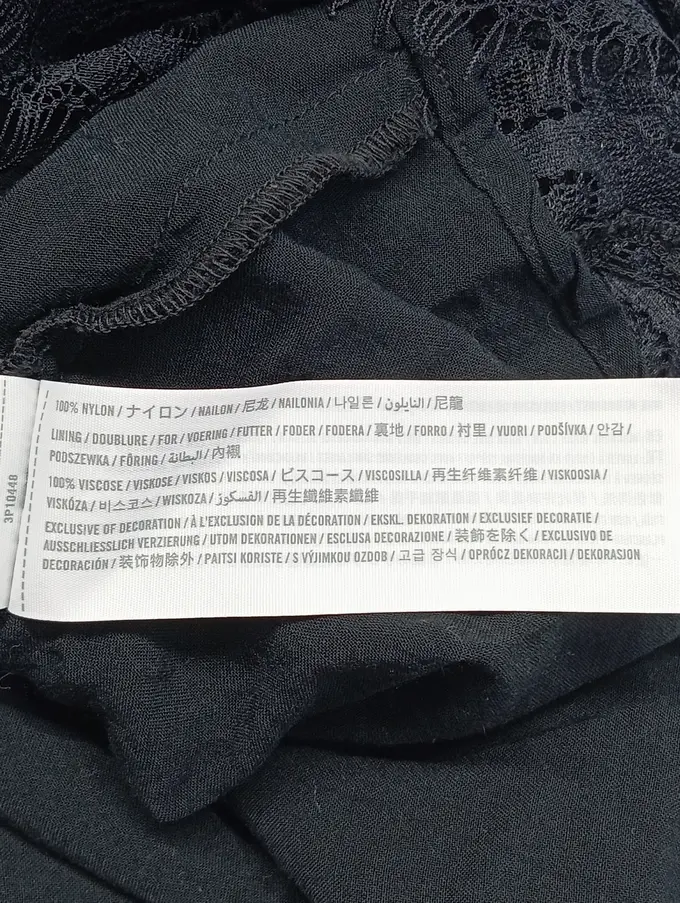 100% NYLON / ナイロン / NAILON / 尼龙 / NAILONIA / 나일론 / النايلون / 尼龍
LINING / DOUBLURE / FOR / VOERING / FUTTER / FODER / FODERA / 裏地 / FORRO / 衬里 / VUORI / PODŠÍVKA / 안감 /
PODSZEWKA / FÔRING / البطانة / 內襯
100% VISCOSE / VISKOSE / VISKOS / VISCOSA / ビスコース / VISCOSILLA / 再生纤维素纤维 / VISKOOSIA /
VISKÓZA / 비스코스 / WISKOZA / الفسكوز / 再生纖維素纖維
EXCLUSIVE OF DECORATION / À L'EXCLUSION DE LA DÉCORATION / EKSKL. DEKORATION / EXCLUSIEF DECORATIE /
AUSSCHLIESSLICH VERZIERUNG / UTOM DEKORATIONEN / ESCLUSA DECORAZIONE / 装飾を除く / EXCLUSIVO DE
DECORACIÓN / 装饰物除外 / PAITSI KORISTE / S VÝJIMKOU OZDOB / 고급 장식 / OPRÓCZ DEKORACJI / DEKORASJON
3P10448